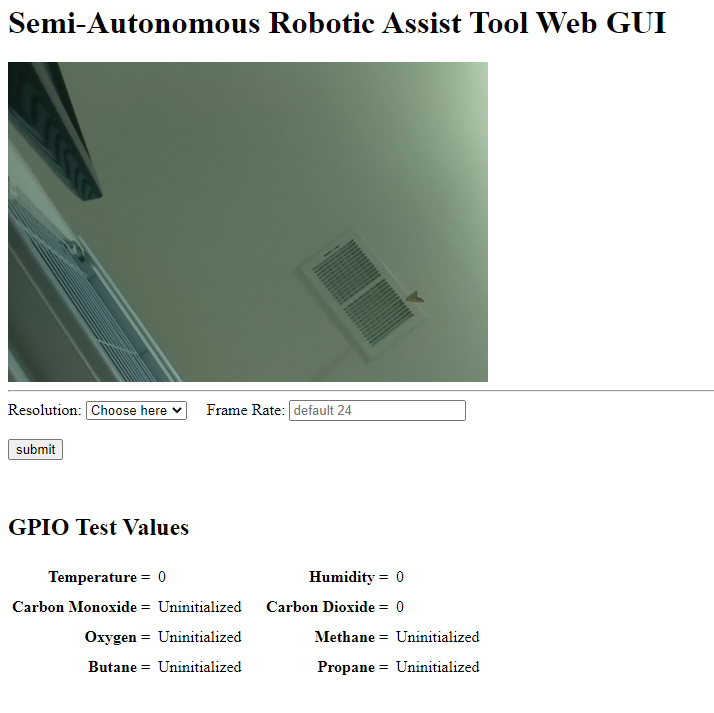 Semi-Autonomous Robotic Assist Tool Web GUI
Resolution: Choose here Frame Rate: default 24
submit
GPIO Test Values
Temperature = 0 Humidity = 0
Carbon Monoxide = Uninitialized Carbon Dioxide = 0
Oxygen = Uninitialized Methane = Uninitialized
Butane = Uninitialized Propane = Uninitialized